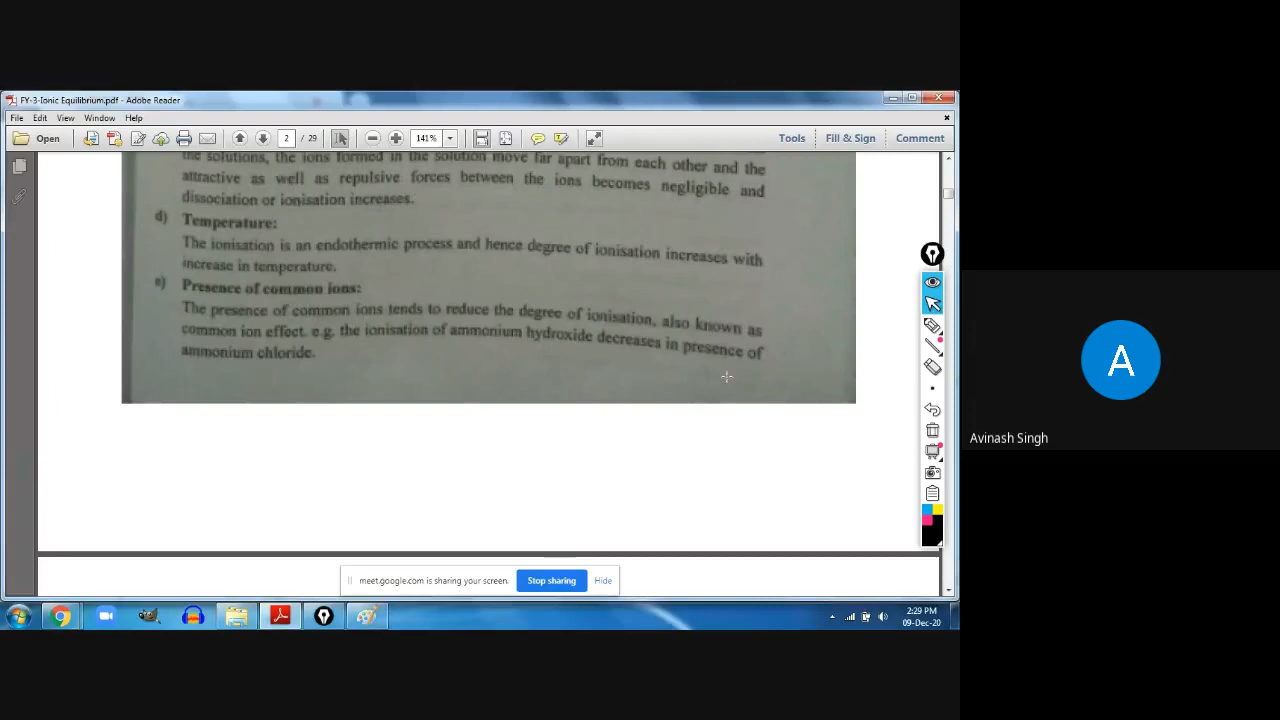 FY-3-Ionic Equilibrium.pdf - Adobe Reader
File Edit View Window Help
Open 2 / 29 141% Tools Fill & Sign Comment
the solutions, the ions formed in the solution move far apart from each other and the
attractive as well as repulsive forces between the ions becomes negligible and
dissociation or ionisation increases.
d) Temperature:
The ionisation is an endothermic process and hence degree of ionisation increases with
increase in temperature.
e) Presence of common ions:
The presence of common ions tends to reduce the degree of ionisation, also known as
common ion effect. e.g. the ionisation of ammonium hydroxide decreases in presence of
ammonium chloride.
A
Avinash Singh
meet.google.com is sharing your screen. Stop sharing Hide
2:29 PM
09-Dec-20